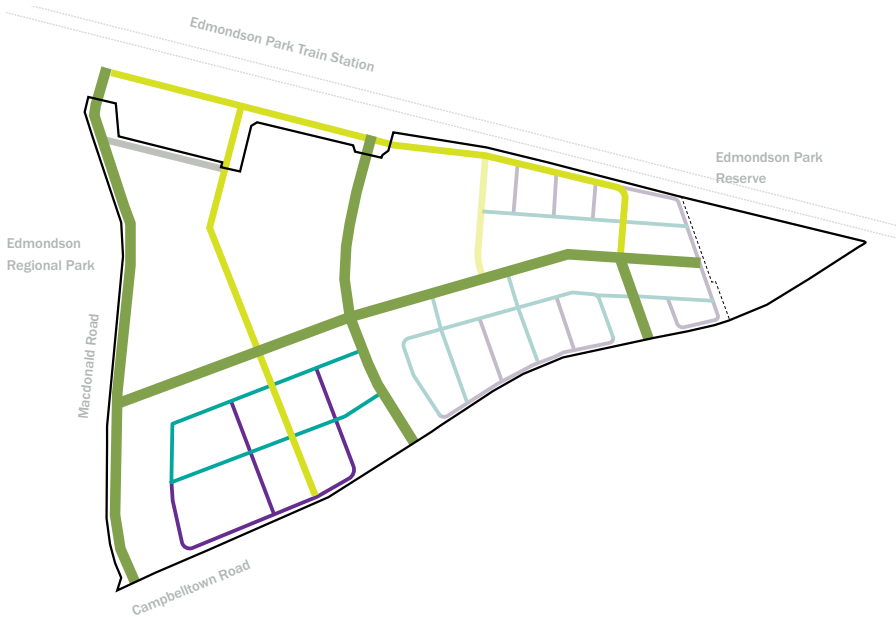 Edmondson Park Train Station
Edmondson Park
Reserve
Edmondson
Regional Park
Macdonald Road
Campbelltown Road